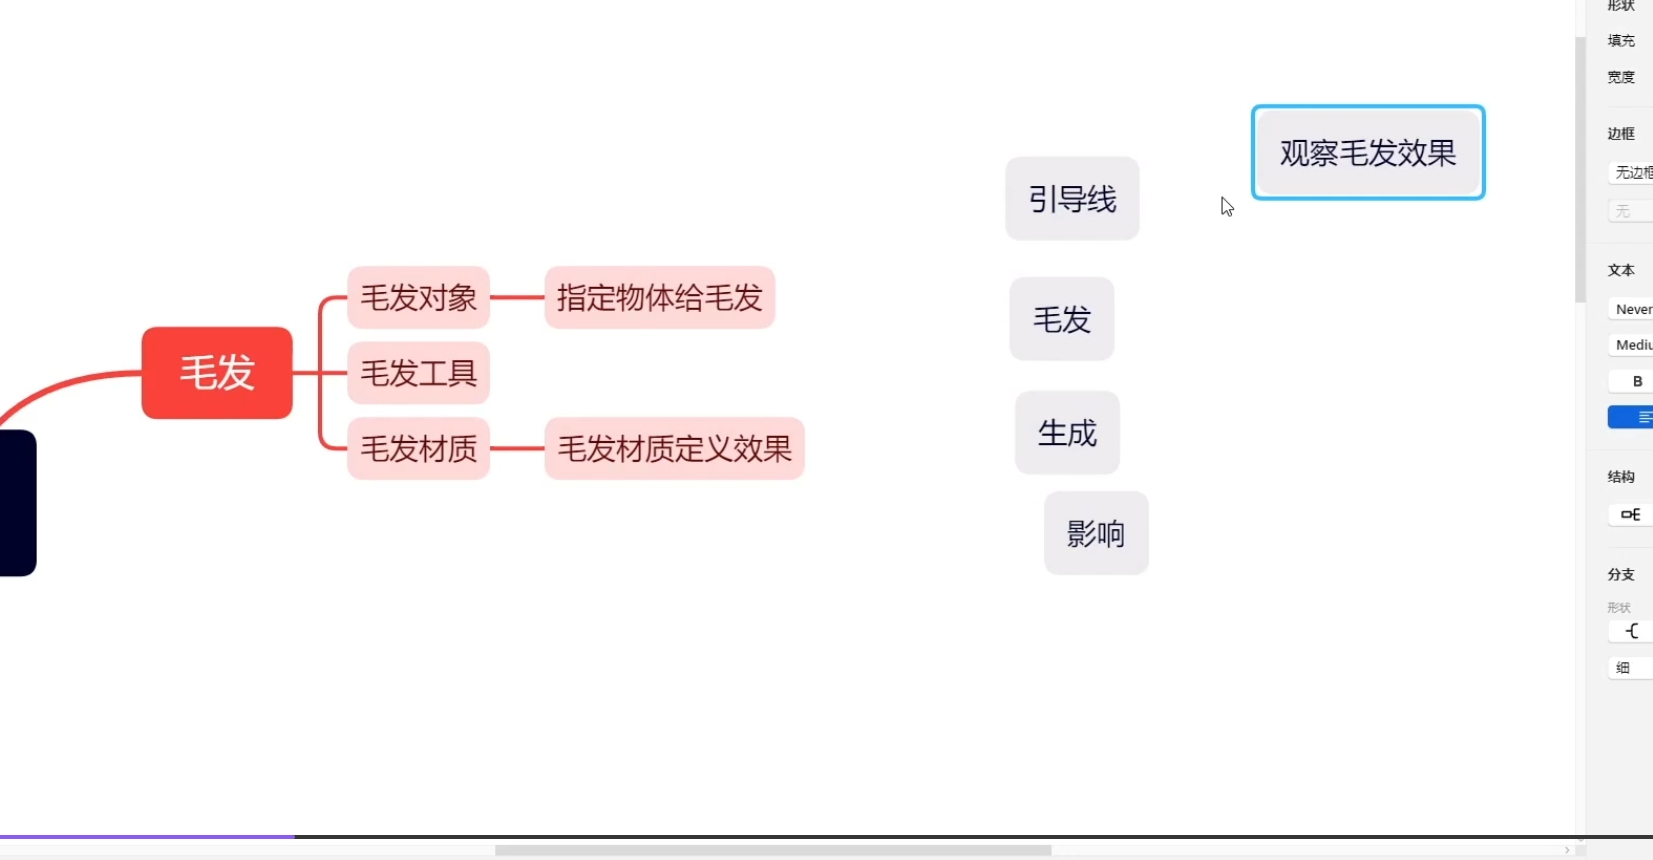 毛发
毛发对象
指定物体给毛发
毛发工具
毛发材质
毛发材质定义效果
引导线
毛发
生成
影响
观察毛发效果
形状
填充
宽度
边框
无边框
无
文本
Never
Mediu
B
结构
分支
形状
细